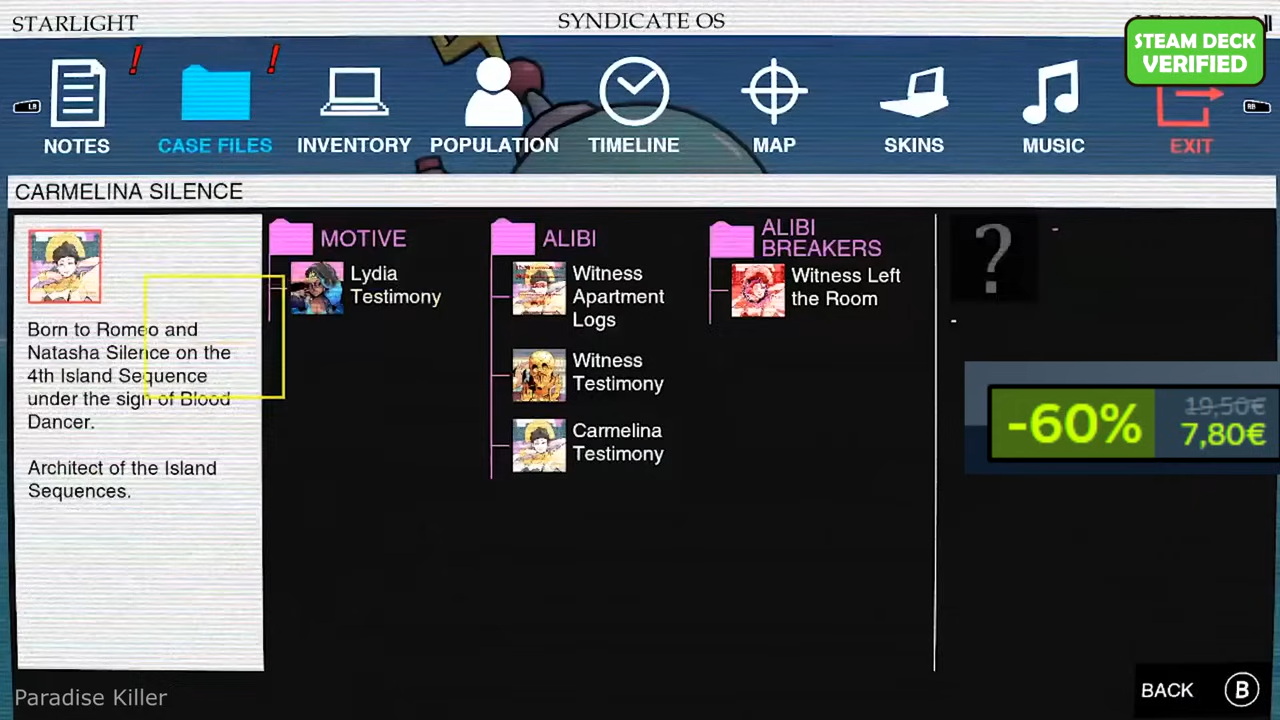 STARLIGHT
SYNDICATE OS
STEAM DECK
VERIFIED
LB
NOTES
CASE FILES
INVENTORY
POPULATION
TIMELINE
MAP
SKINS
MUSIC
EXIT
RB
CARMELINA SILENCE
Born to Romeo and
Natasha Silence on the
4th Island Sequence
under the sign of Blood
Dancer.
Architect of the Island
Sequences.
MOTIVE
Lydia
Testimony
ALIBI
Witness
Apartment
Logs
Witness
Testimony
Carmelina
Testimony
ALIBI
BREAKERS
Witness Left
the Room
?
-
-
-60%
19,50€
7,80€
Paradise Killer
BACK B